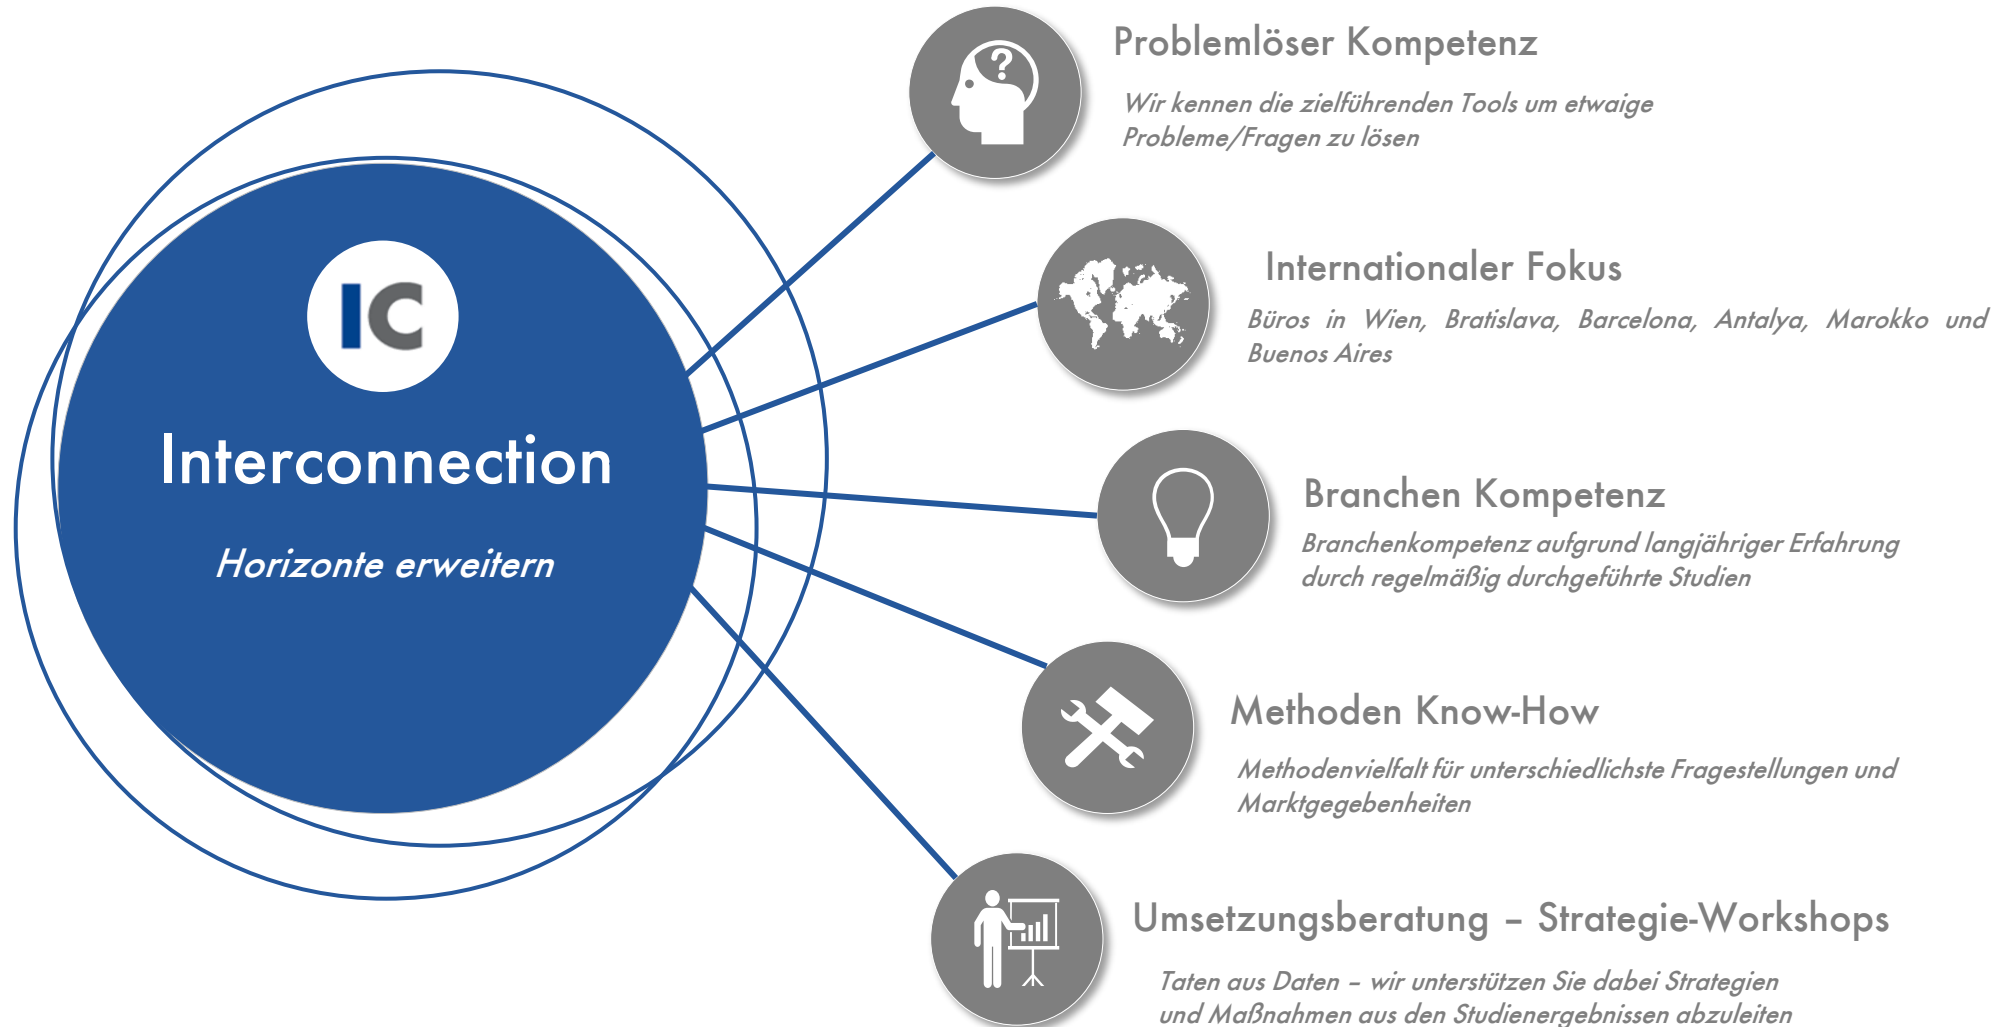 IC
Interconnection
Horizonte erweitern
?
Problemlöser Kompetenz
Wir kennen die zielführenden Tools um etwaige
Probleme/Fragen zu lösen
Internationaler Fokus
Büros in Wien, Bratislava, Barcelona, Antalya, Marokko und
Buenos Aires
Branchen Kompetenz
Branchenkompetenz aufgrund langjähriger Erfahrung
durch regelmäßig durchgeführte Studien
Methoden Know-How
Methodenvielfalt für unterschiedlichste Fragestellungen und
Marktgegebenheiten
Umsetzungsberatung – Strategie-Workshops
Taten aus Daten – wir unterstützen Sie dabei Strategien
und Maßnahmen aus den Studienergebnissen abzuleiten